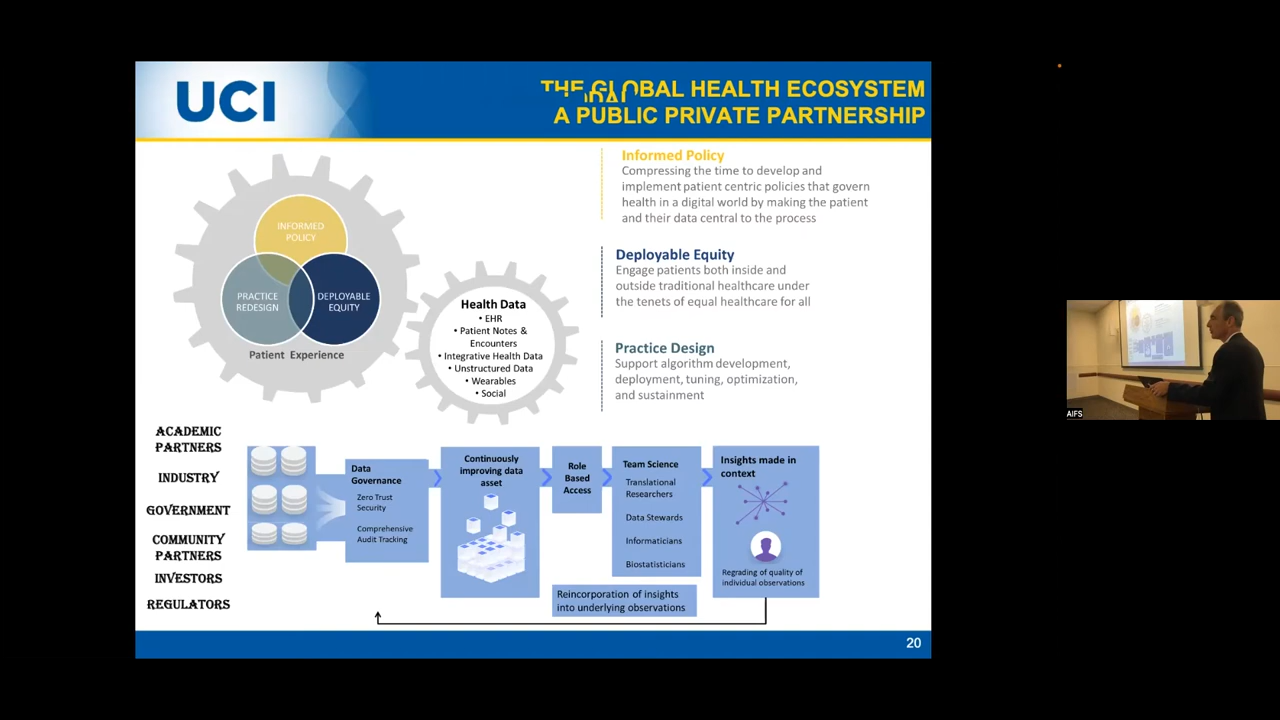 UCI
THE GLOBAL HEALTH ECOSYSTEM
A PUBLIC PRIVATE PARTNERSHIP
INFORMED
POLICY
PRACTICE
REDESIGN
DEPLOYABLE
EQUITY
Patient Experience
Health Data
• EHR
• Patient Notes &
Encounters
• Integrative Health Data
• Unstructured Data
• Wearables
• Social
Informed Policy
Compressing the time to develop and
implement patient centric policies that govern
health in a digital world by making the patient
and their data central to the process
Deployable Equity
Engage patients both inside and
outside traditional healthcare under
the tenets of equal healthcare for all
Practice Design
Support algorithm development,
deployment, tuning, optimization,
and sustainment
ACADEMIC
PARTNERS
INDUSTRY
GOVERNMENT
COMMUNITY
PARTNERS
INVESTORS
REGULATORS
Data
Governance
Zero Trust
Security
Comprehensive
Audit Tracking
Continuously
improving data
asset
Role
Based
Access
Team Science
Translational
Researchers
Data Stewards
Informaticians
Biostatisticians
Insights made in
context
Regrading of quality of
individual observations
Reincorporation of insights
into underlying observations
20
AIFS